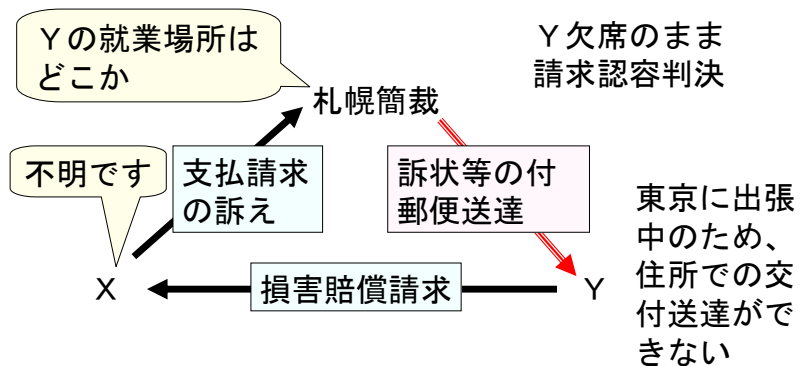 Ｙの就業場所は
どこか
Ｙ欠席のまま
請求認容判決
札幌簡裁
不明です
支払請求
の訴え
訴状等の付
郵便送達
東京に出張
中のため、
住所での交
付送達がで
きない
Ｘ
損害賠償請求
Ｙ